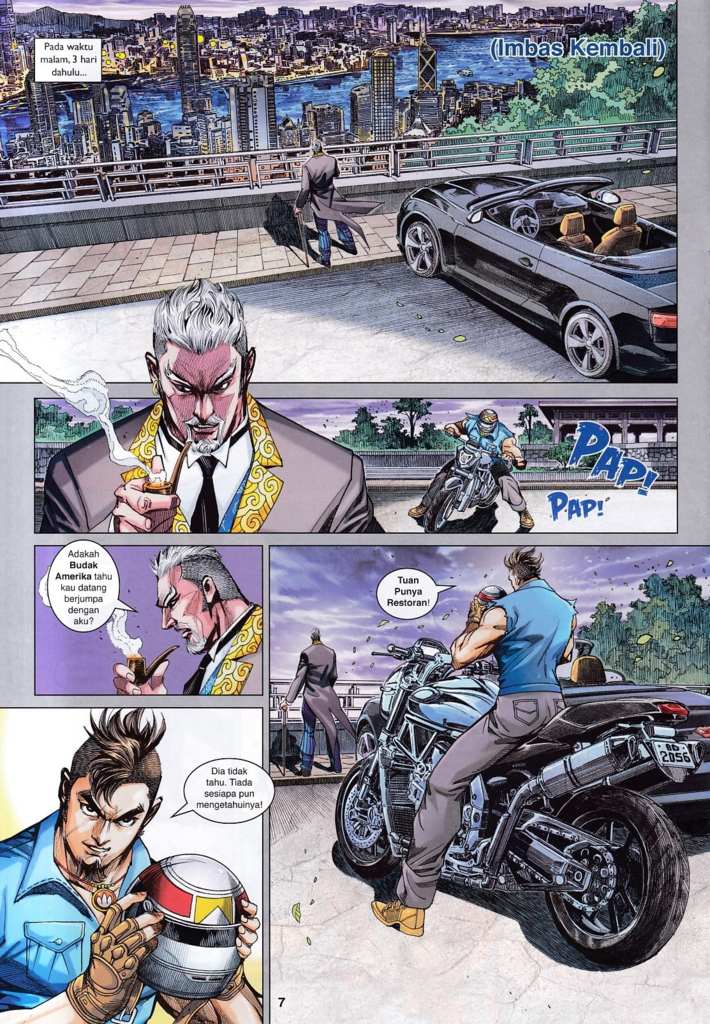 Pada waktu
malam, 3 hari
dahulu...
(Imbas Kembali)
PAP!
PAP!
Adakah
Budak
Amerika tahu
kau datang
berjumpa
dengan
aku?
Tuan
Punya
Restoran!
2056
Dia tidak
tahu. Tiada
sesiapa pun
mengetahuinya!
7